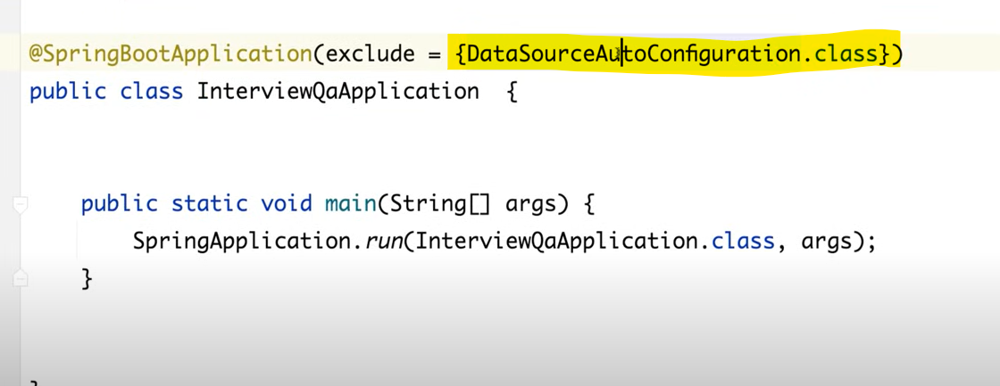 @SpringBootApplication(exclude = {DataSourceAutoConfiguration.class})
public class InterviewQaApplication  {
    public static void main(String[] args) {
        SpringApplication.run(InterviewQaApplication.class, args);
    }
}